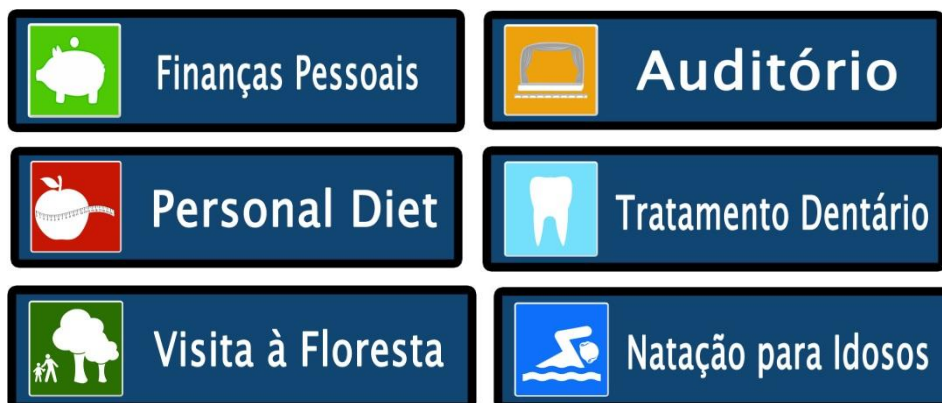 Finanças Pessoais
Auditório
Personal Diet
Tratamento Dentário
Visita à Floresta
Natação para Idosos